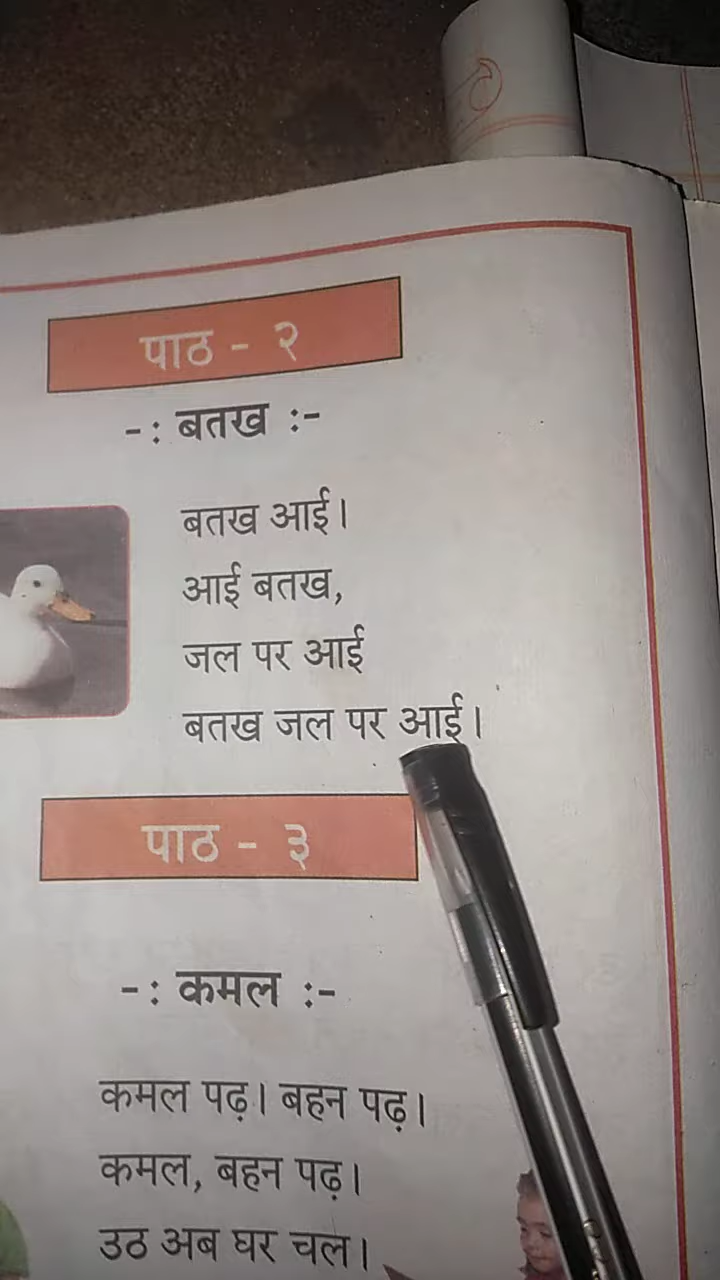 पाठ - २
-: बतख :-
बतख आई।
आई बतख,
जल पर आई
बतख जल पर आई।
पाठ - ३
-: कमल :-
कमल पढ़। बहन पढ़।
कमल, बहन पढ़।
उठ अब घर चल।